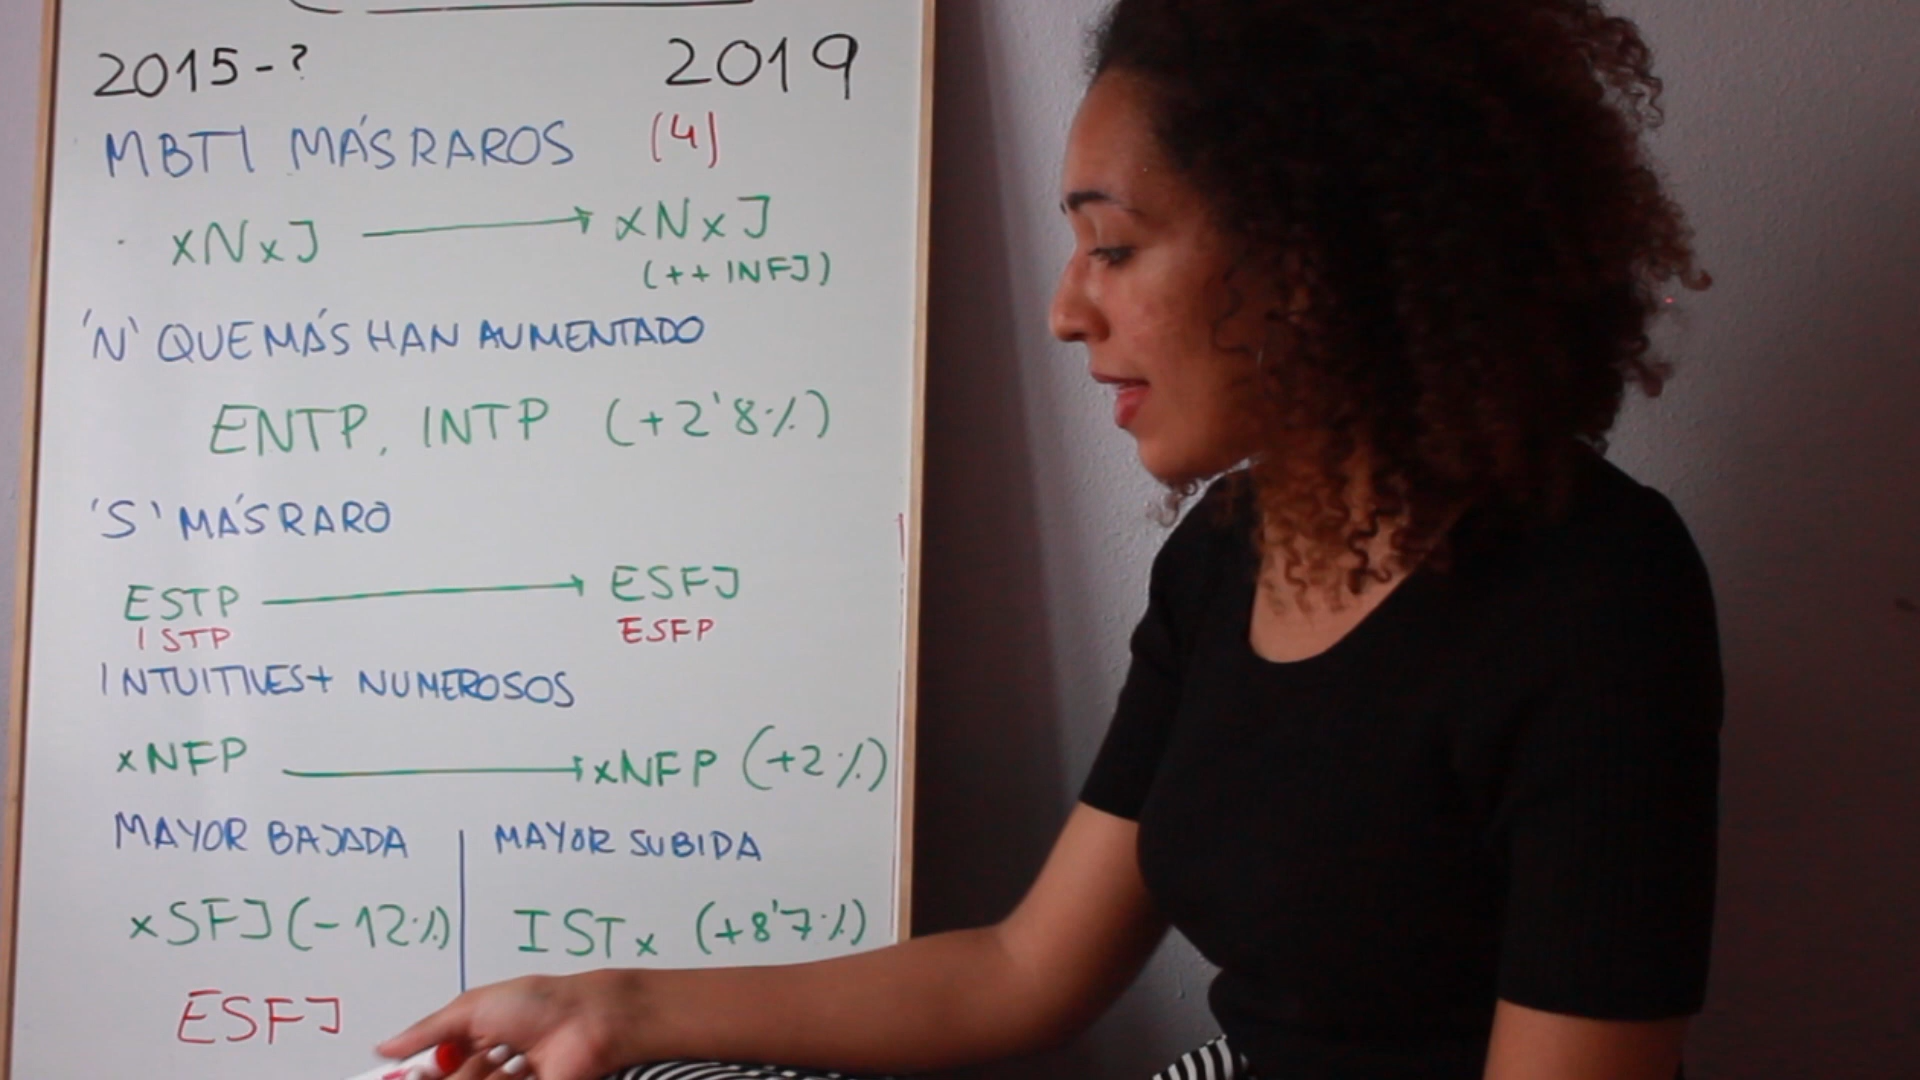 2015-? 2019
MBTI MÁS RAROS (4)
xNxJ → xNxJ
(++ INFJ)
'N' QUE MÁS HAN AUMENTADO
ENTP, INTP (+2'8%)
'S' MÁS RARO
ESTP → ESFJ
ISTP ESFP
INTUITIVES + NUMEROSOS
xNFP → xNFP (+2%)
MAYOR BAJADA MAYOR SUBIDA
xSFJ (-12%) ISTx (+8'7%)
ESFJ